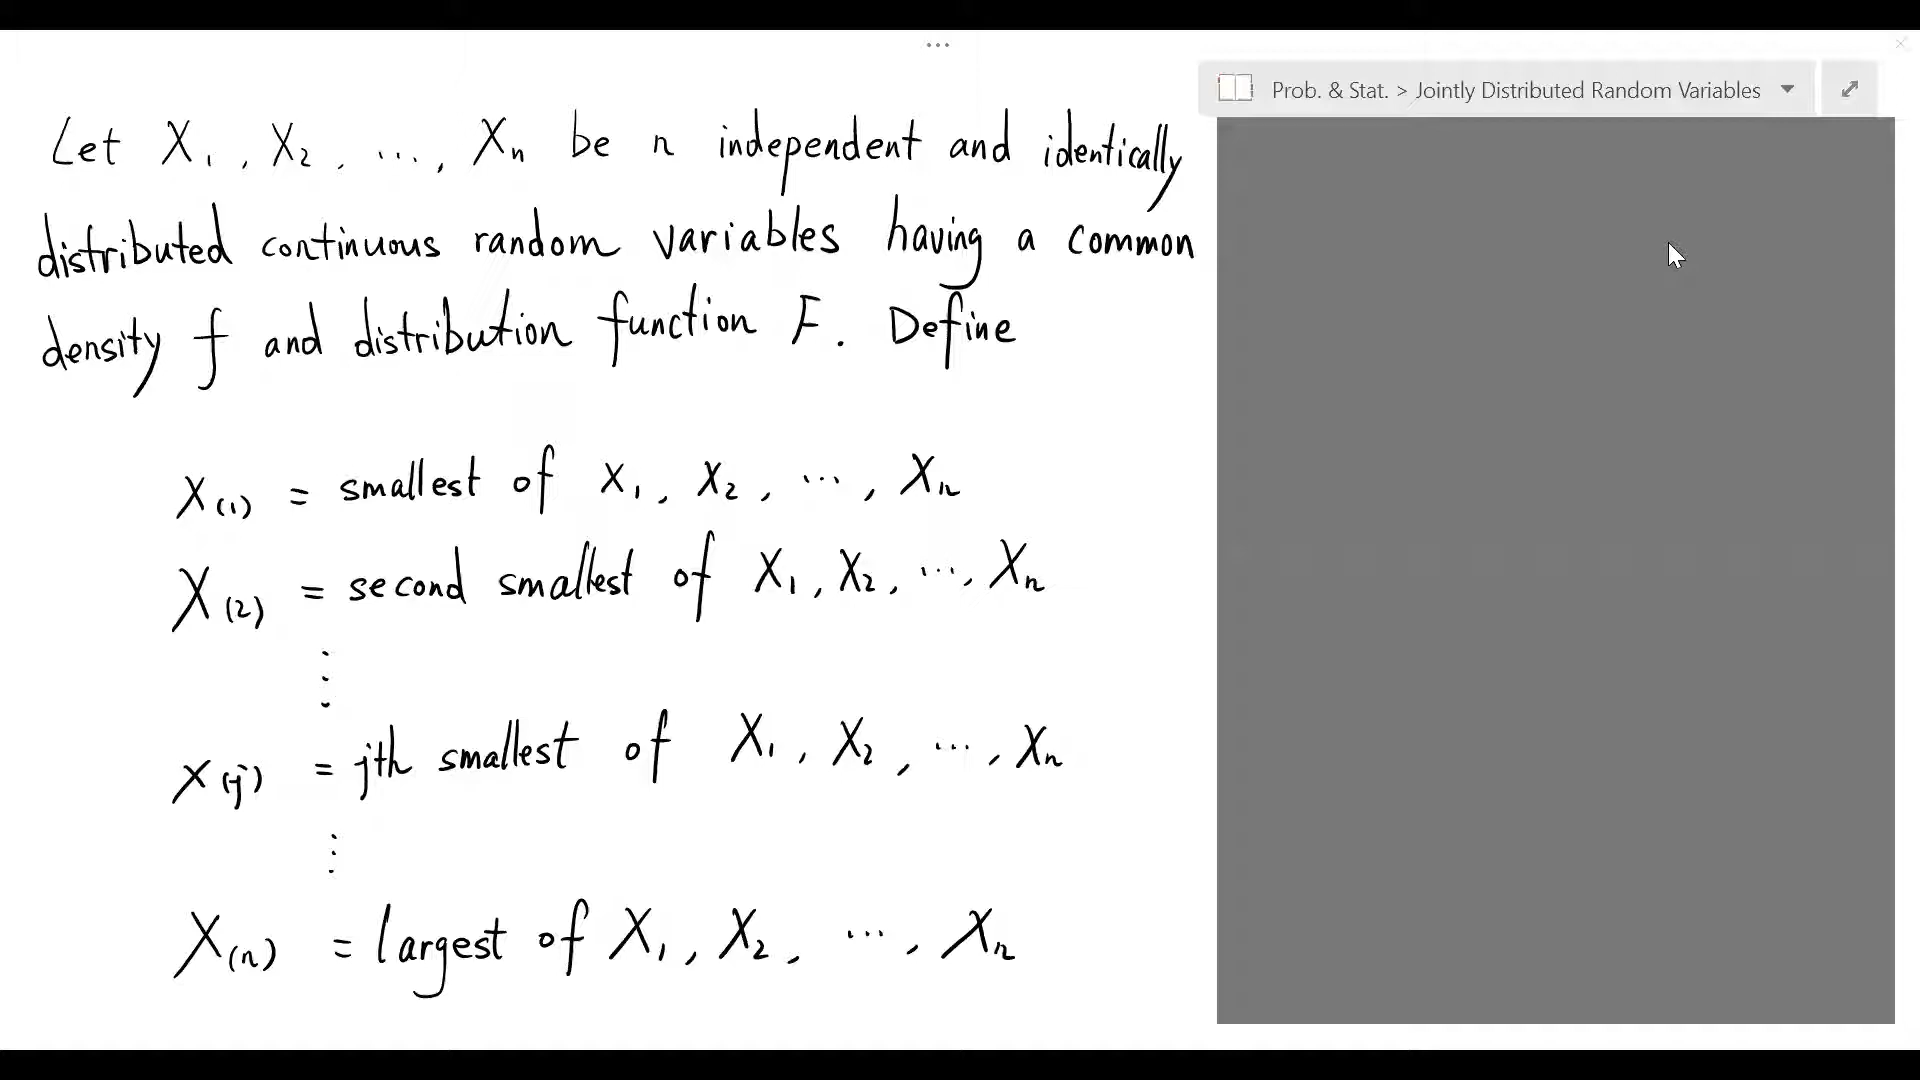 ...
Prob. & Stat. > Jointly Distributed Random Variables
Let X₁, X₂, ..., Xₙ be n independent and identically
distributed continuous random variables having a common
density f and distribution function F. Define
X₍₁₎ = smallest of X₁, X₂, ..., Xₙ
X₍₂₎ = second smallest of X₁, X₂, ..., Xₙ
⋮
X₍ⱼ₎ = jth smallest of X₁, X₂, ..., Xₙ
⋮
X₍ₙ₎ = largest of X₁, X₂, ..., Xₙ